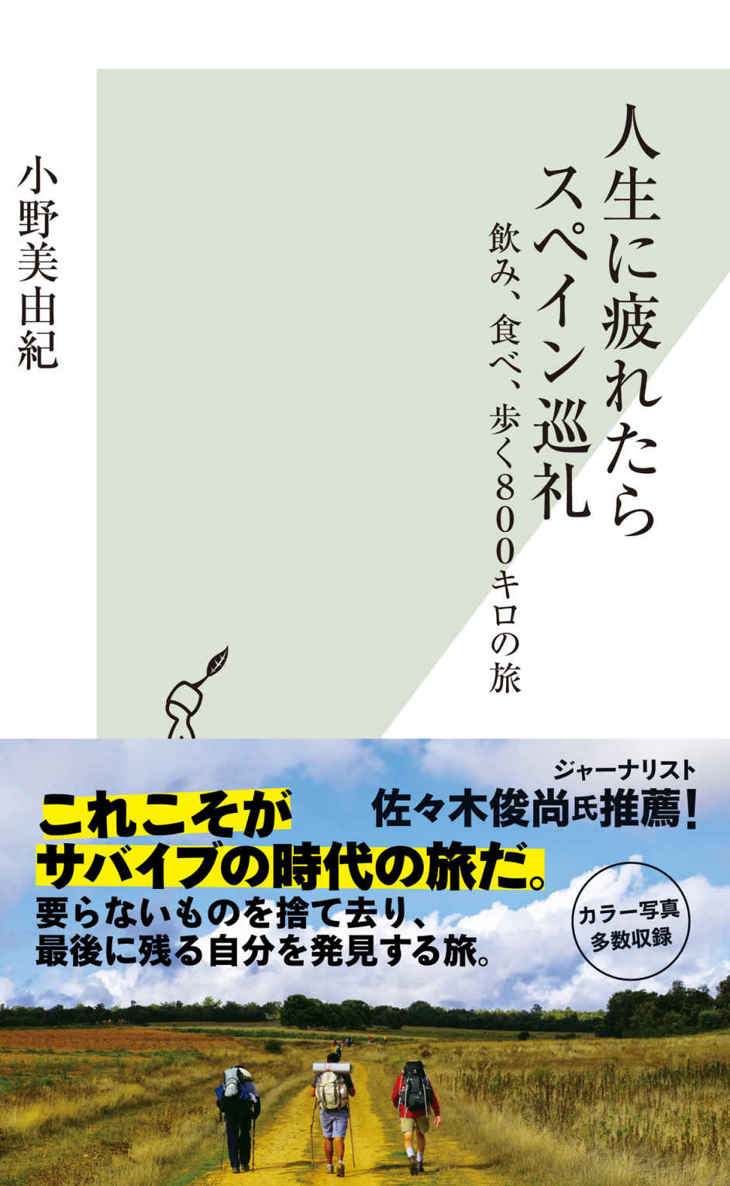 人生に疲れたら
スペイン巡礼
飲み、食べ、歩く800キロの旅
小野美由紀
ジャーナリスト
佐々木俊尚氏推薦!
これこそが
サバイブの時代の旅だ。
要らないものを捨て去り、
最後に残る自分を発見する旅。
カラー写真
多数収録